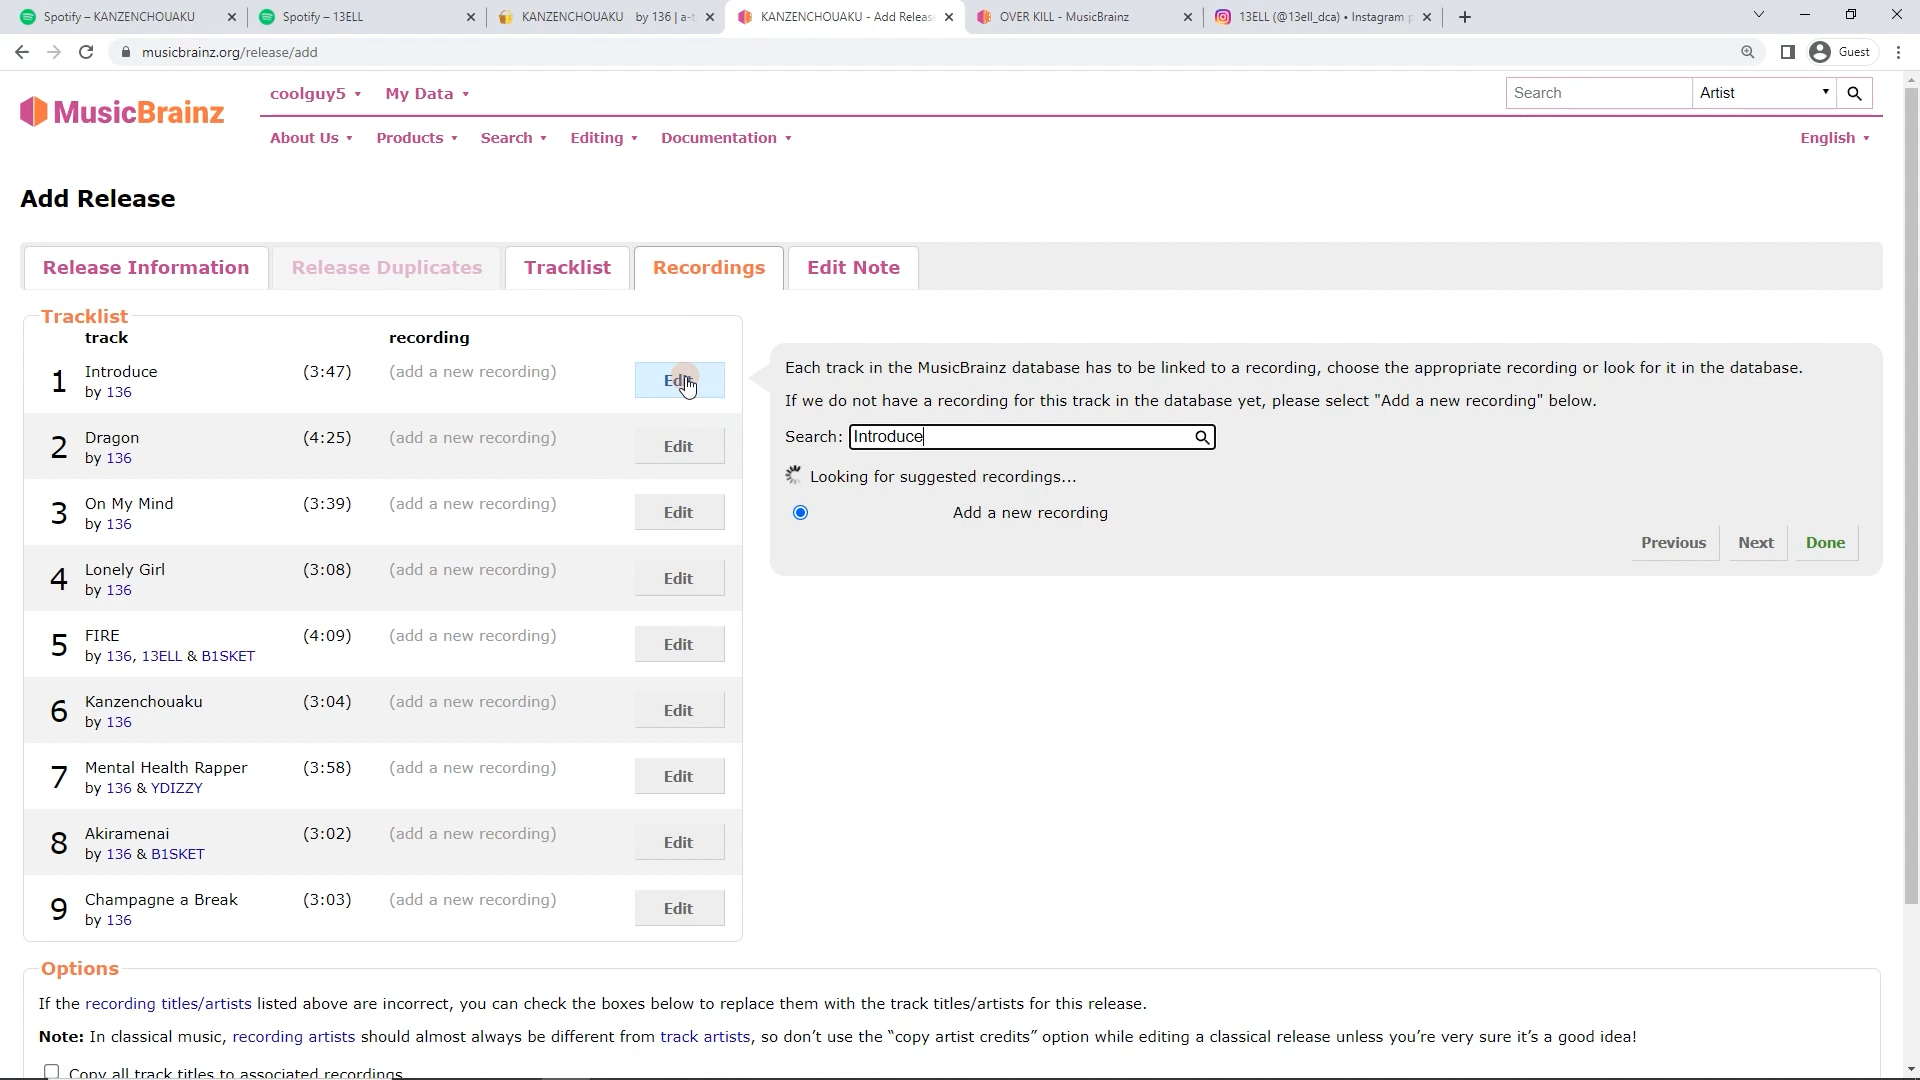 Spotify – KANZENCHOUAKU
Spotify – 13ELL
KANZENCHOUAKU by 136 | a-t
KANZENCHOUAKU - Add Releas
OVER KILL - MusicBrainz
13ELL (@13ell_dca) • Instagram p
musicbrainz.org/release/add
Guest
MusicBrainz
coolguy5
My Data
Search
Artist
About Us
Products
Search
Editing
Documentation
English
Add Release
Release Information
Release Duplicates
Tracklist
Recordings
Edit Note
Tracklist
track
recording
1 Introduce (3:47) (add a new recording) Edit
by 136
2 Dragon (4:25) (add a new recording) Edit
by 136
3 On My Mind (3:39) (add a new recording) Edit
by 136
4 Lonely Girl (3:08) (add a new recording) Edit
by 136
5 FIRE (4:09) (add a new recording) Edit
by 136, 13ELL & B1SKET
6 Kanzenchouaku (3:04) (add a new recording) Edit
by 136
7 Mental Health Rapper (3:58) (add a new recording) Edit
by 136 & YDIZZY
8 Akiramenai (3:02) (add a new recording) Edit
by 136 & B1SKET
9 Champagne a Break (3:03) (add a new recording) Edit
by 136
Each track in the MusicBrainz database has to be linked to a recording, choose the appropriate recording or look for it in the database.
If we do not have a recording for this track in the database yet, please select "Add a new recording" below.
Search: Introduce
Looking for suggested recordings...
Add a new recording
Previous
Next
Done
Options
If the recording titles/artists listed above are incorrect, you can check the boxes below to replace them with the track titles/artists for this release.
Note: In classical music, recording artists should almost always be different from track artists, so don’t use the “copy artist credits” option while editing a classical release unless you’re very sure it’s a good idea!
Copy all track titles to associated recordings